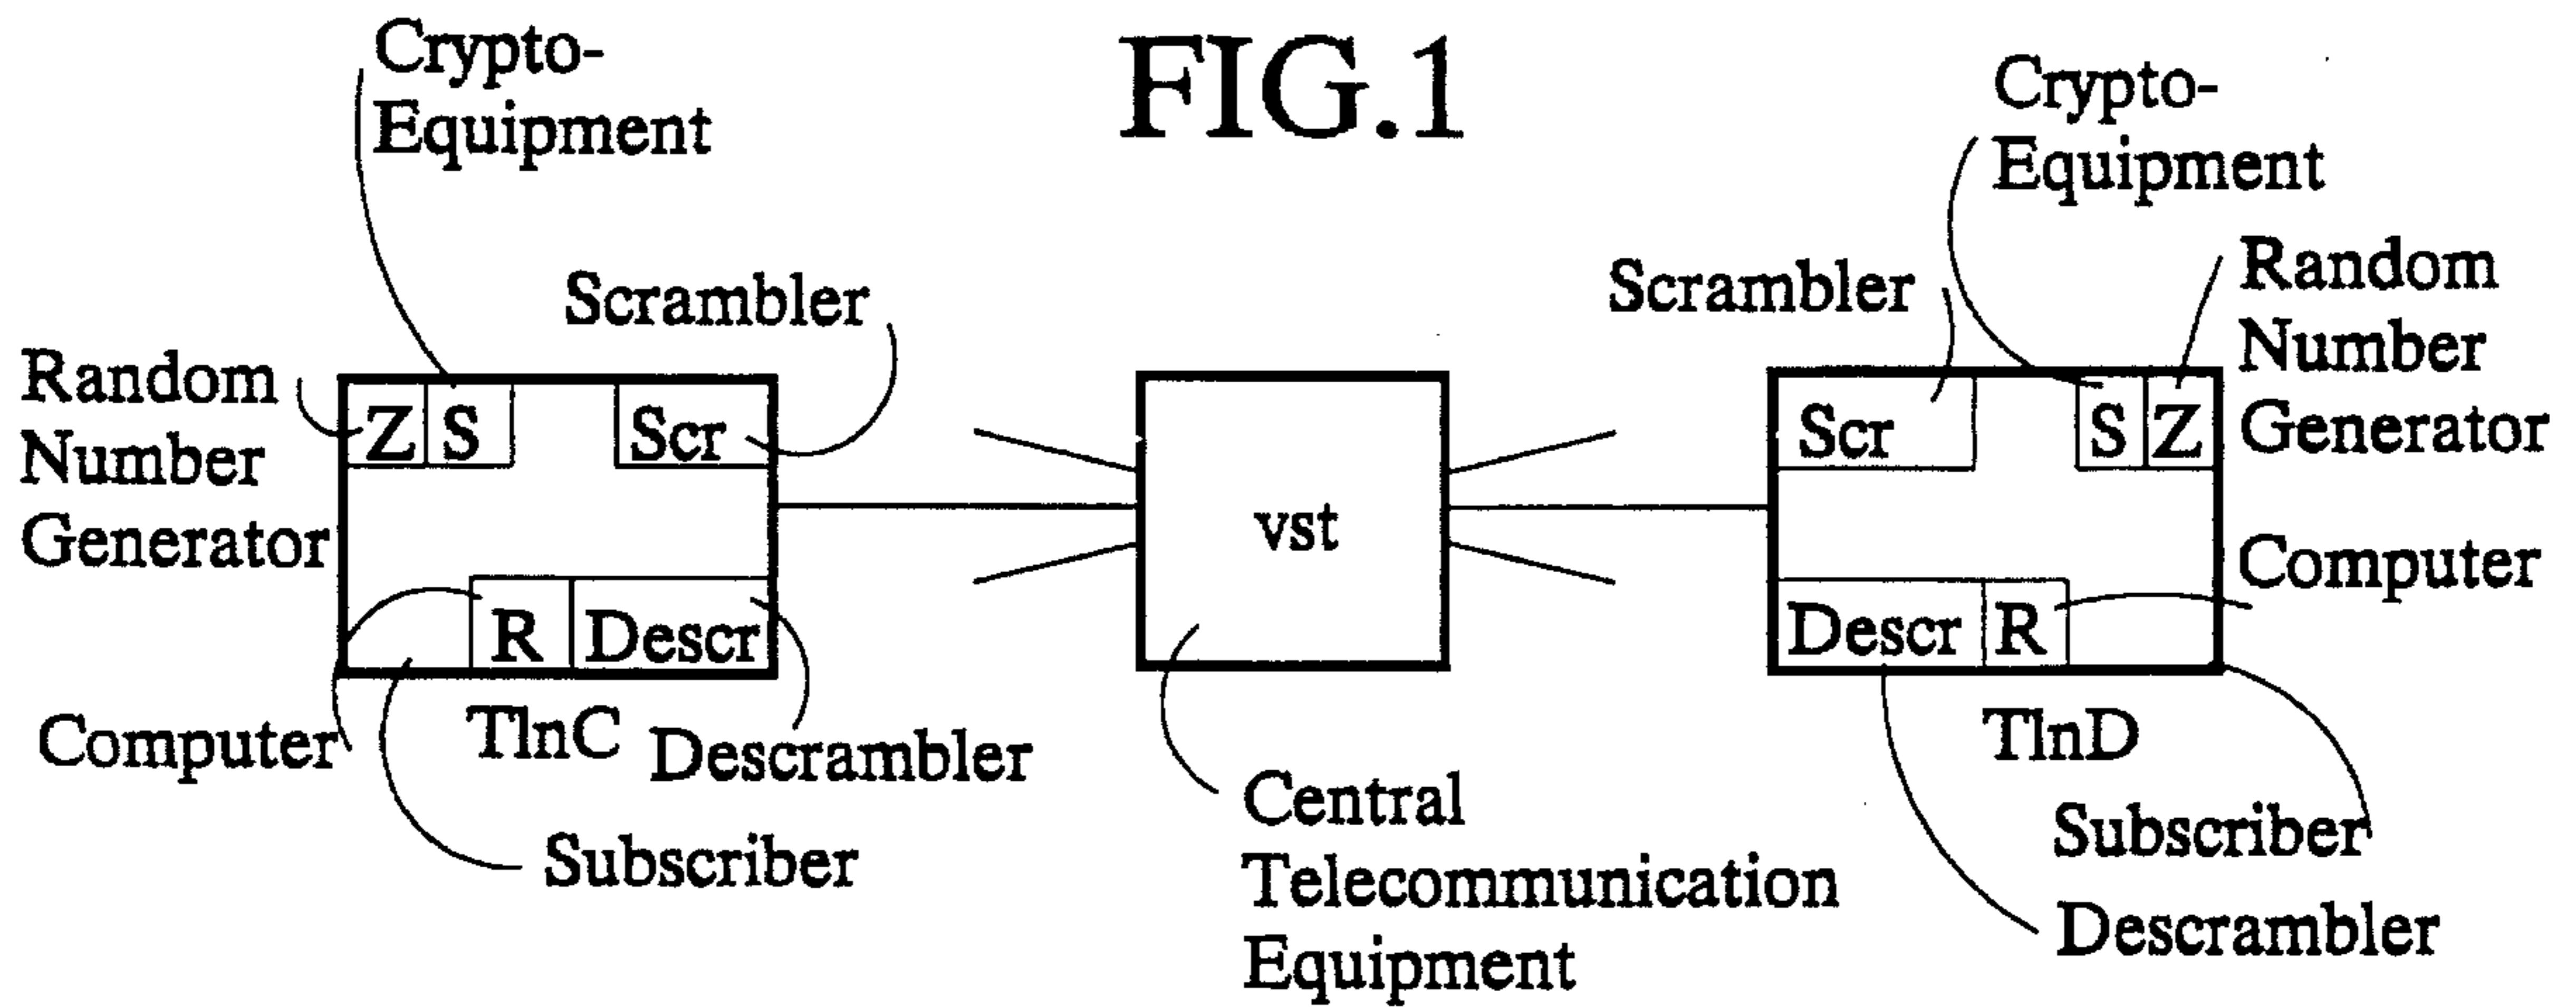 FIG.1
Crypto-
Equipment
Scrambler
Random
Number
Generator
Z
S
Scr
R
Descr
Computer
TlnC
Descrambler
Subscriber
vst
Central
Telecommunication
Equipment
Crypto-
Equipment
Scrambler
Random
Number
Generator
Scr
S
Z
Computer
Descr
R
TlnD
Subscriber
Descrambler